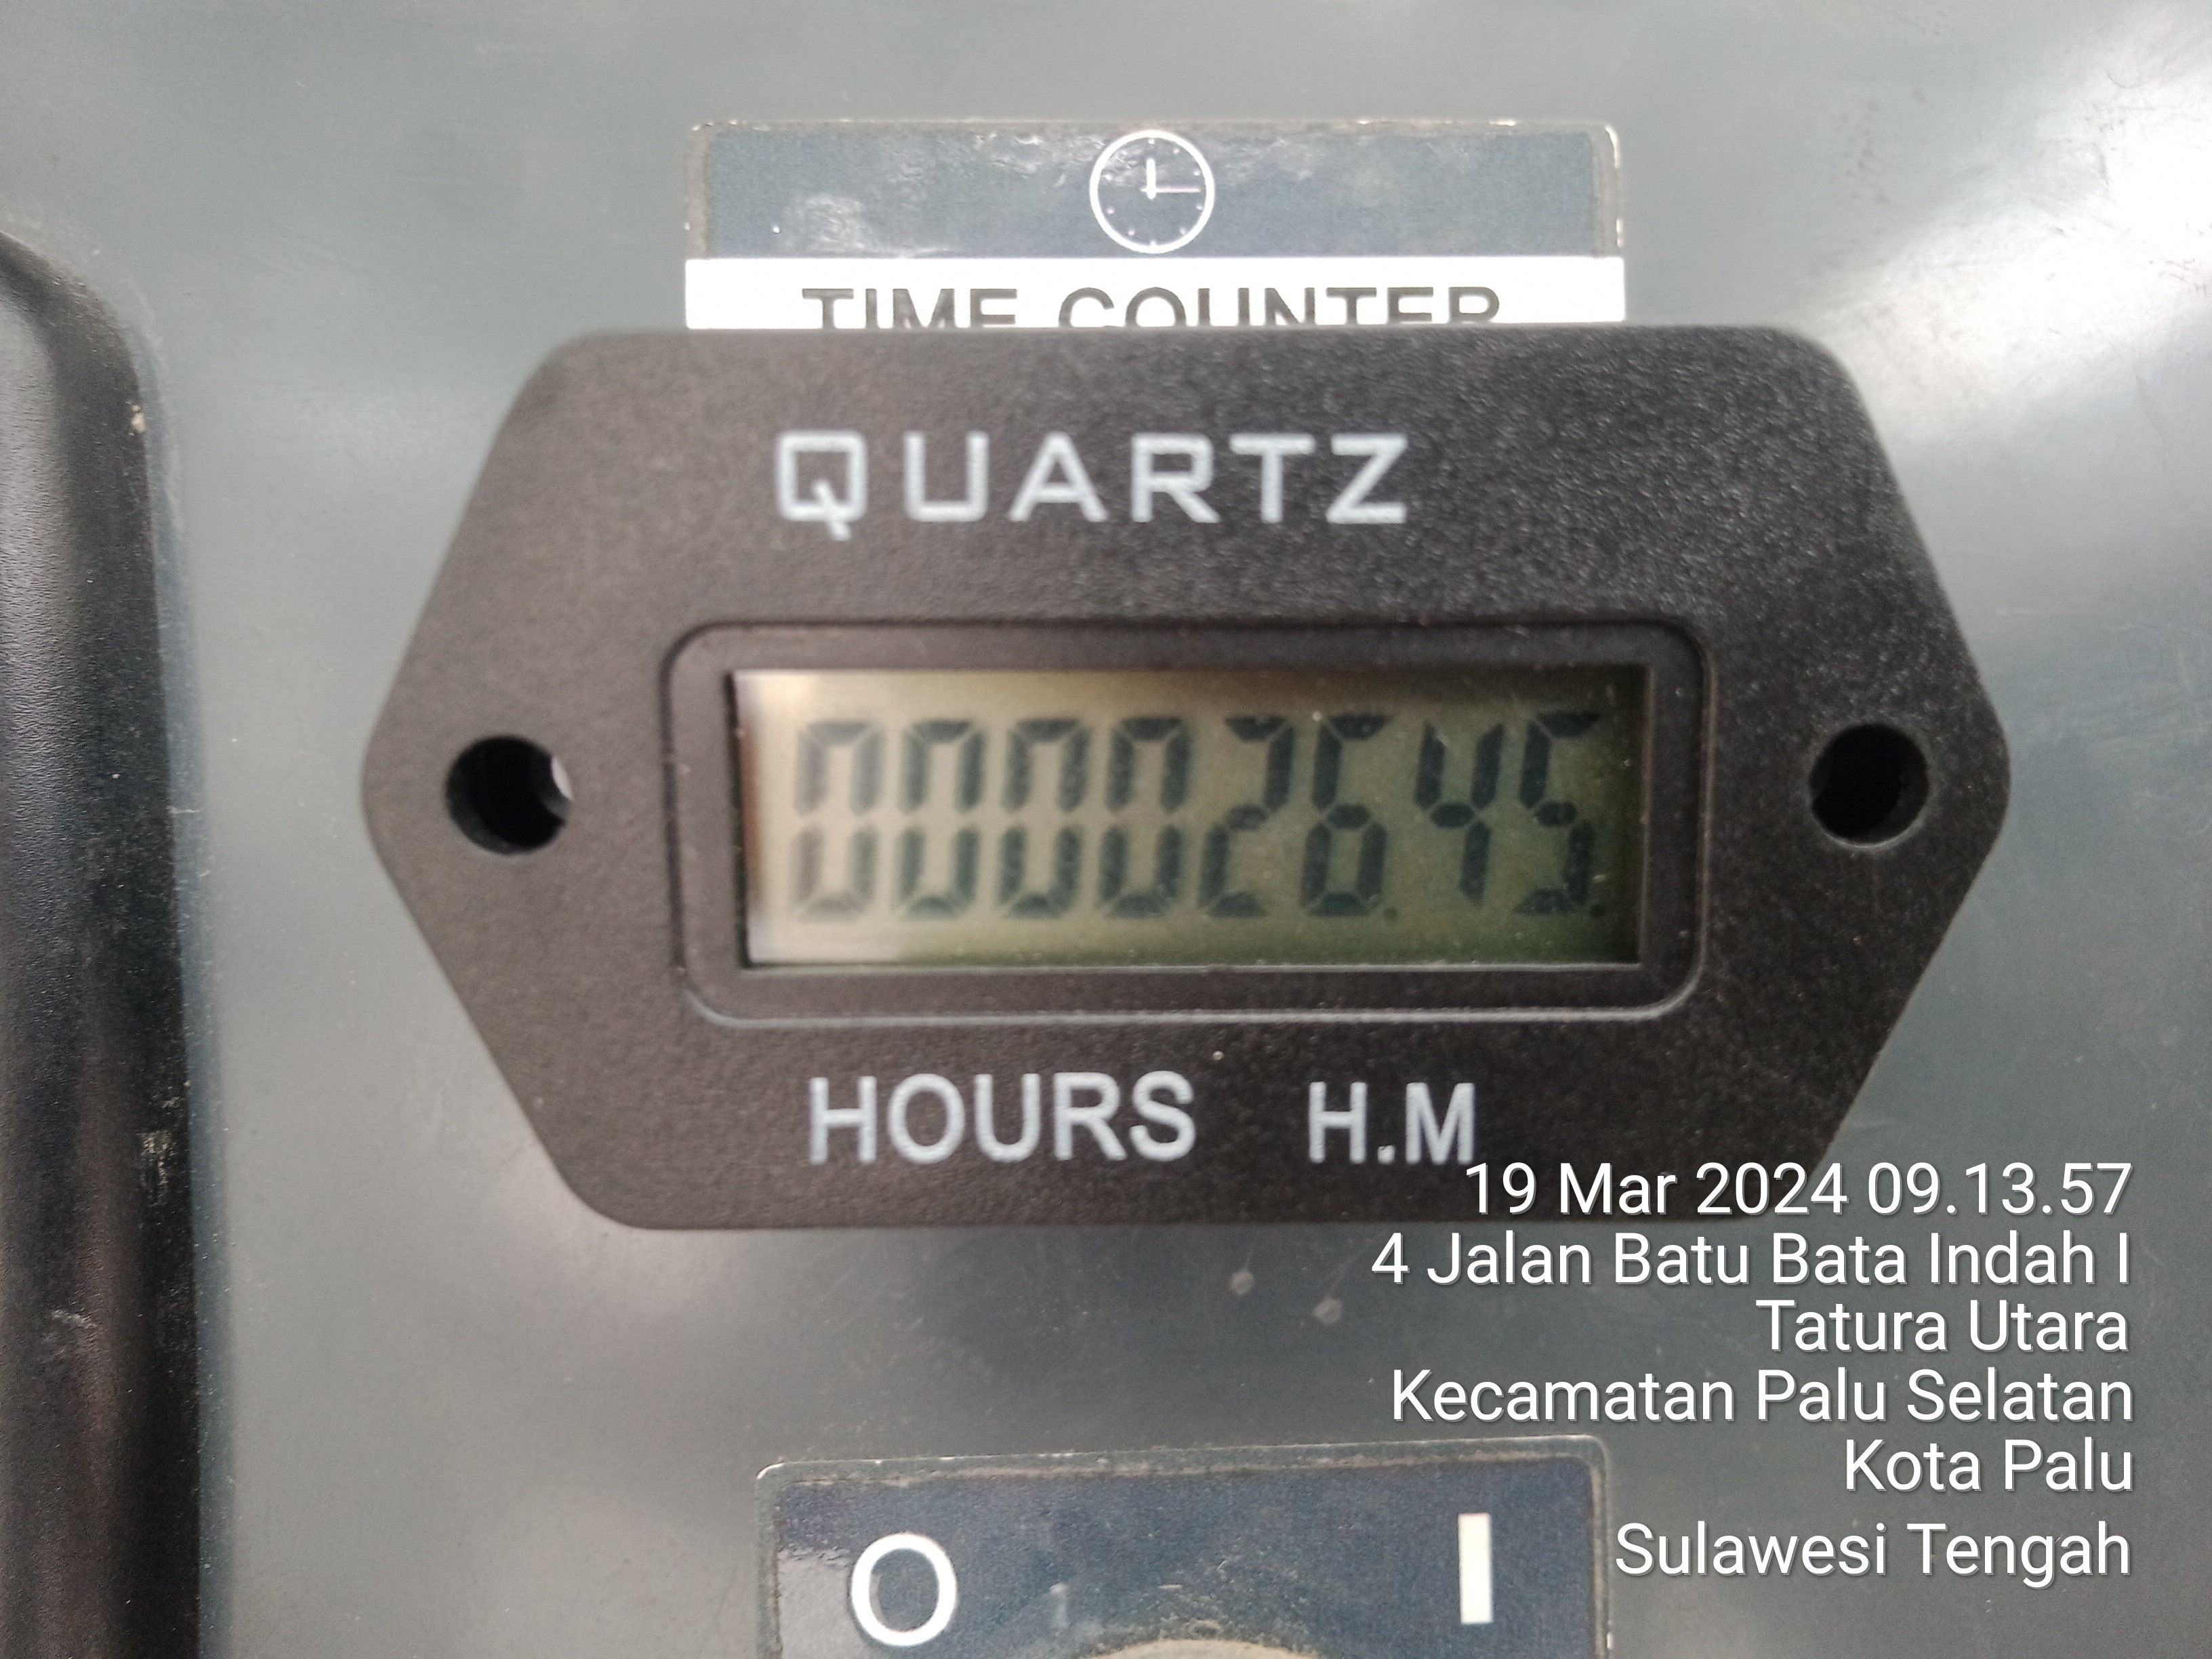 TIME COUNTER
QUARTZ
00002645.
HOURS H.M
19 Mar 2024 09.13.57
4 Jalan Batu Bata Indah I
Tatura Utara
Kecamatan Palu Selatan
Kota Palu
Sulawesi Tengah
O I